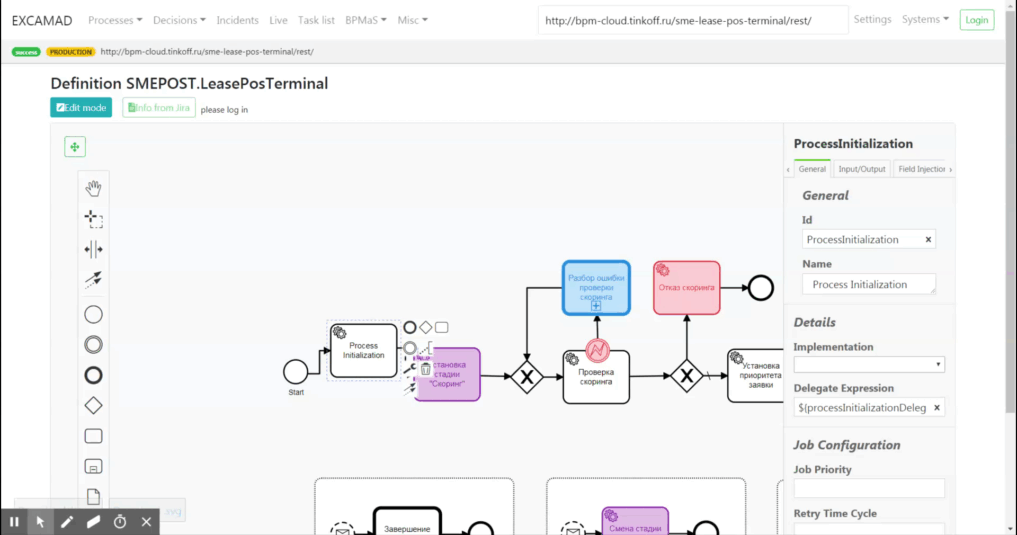 EXCAMAD
Processes
Decisions
Incidents
Live
Task list
BPMaS
Misc
http://bpm-cloud.tinkoff.ru/sme-lease-pos-terminal/rest/
Settings
Systems
Login
success
PRODUCTION
http://bpm-cloud.tinkoff.ru/sme-lease-pos-terminal/rest/
Definition SMEPOST.LeasePosTerminal
Edit mode
Info from Jira
please log in
Start
Process
Initialization
становка
стадии
"Скоринг"
X
Разбор ошибки
проверки
скоринга
Проверка
скоринга
Отказ скоринга
X
Установка
приоритета
заявки
Завершение
Смена стадии
svg
ProcessInitialization
General
Input/Output
Field Injection
General
Id
ProcessInitialization
Name
Process Initialization
Details
Implementation
Delegate Expression
${processInitializationDeleg
Job Configuration
Job Priority
Retry Time Cycle